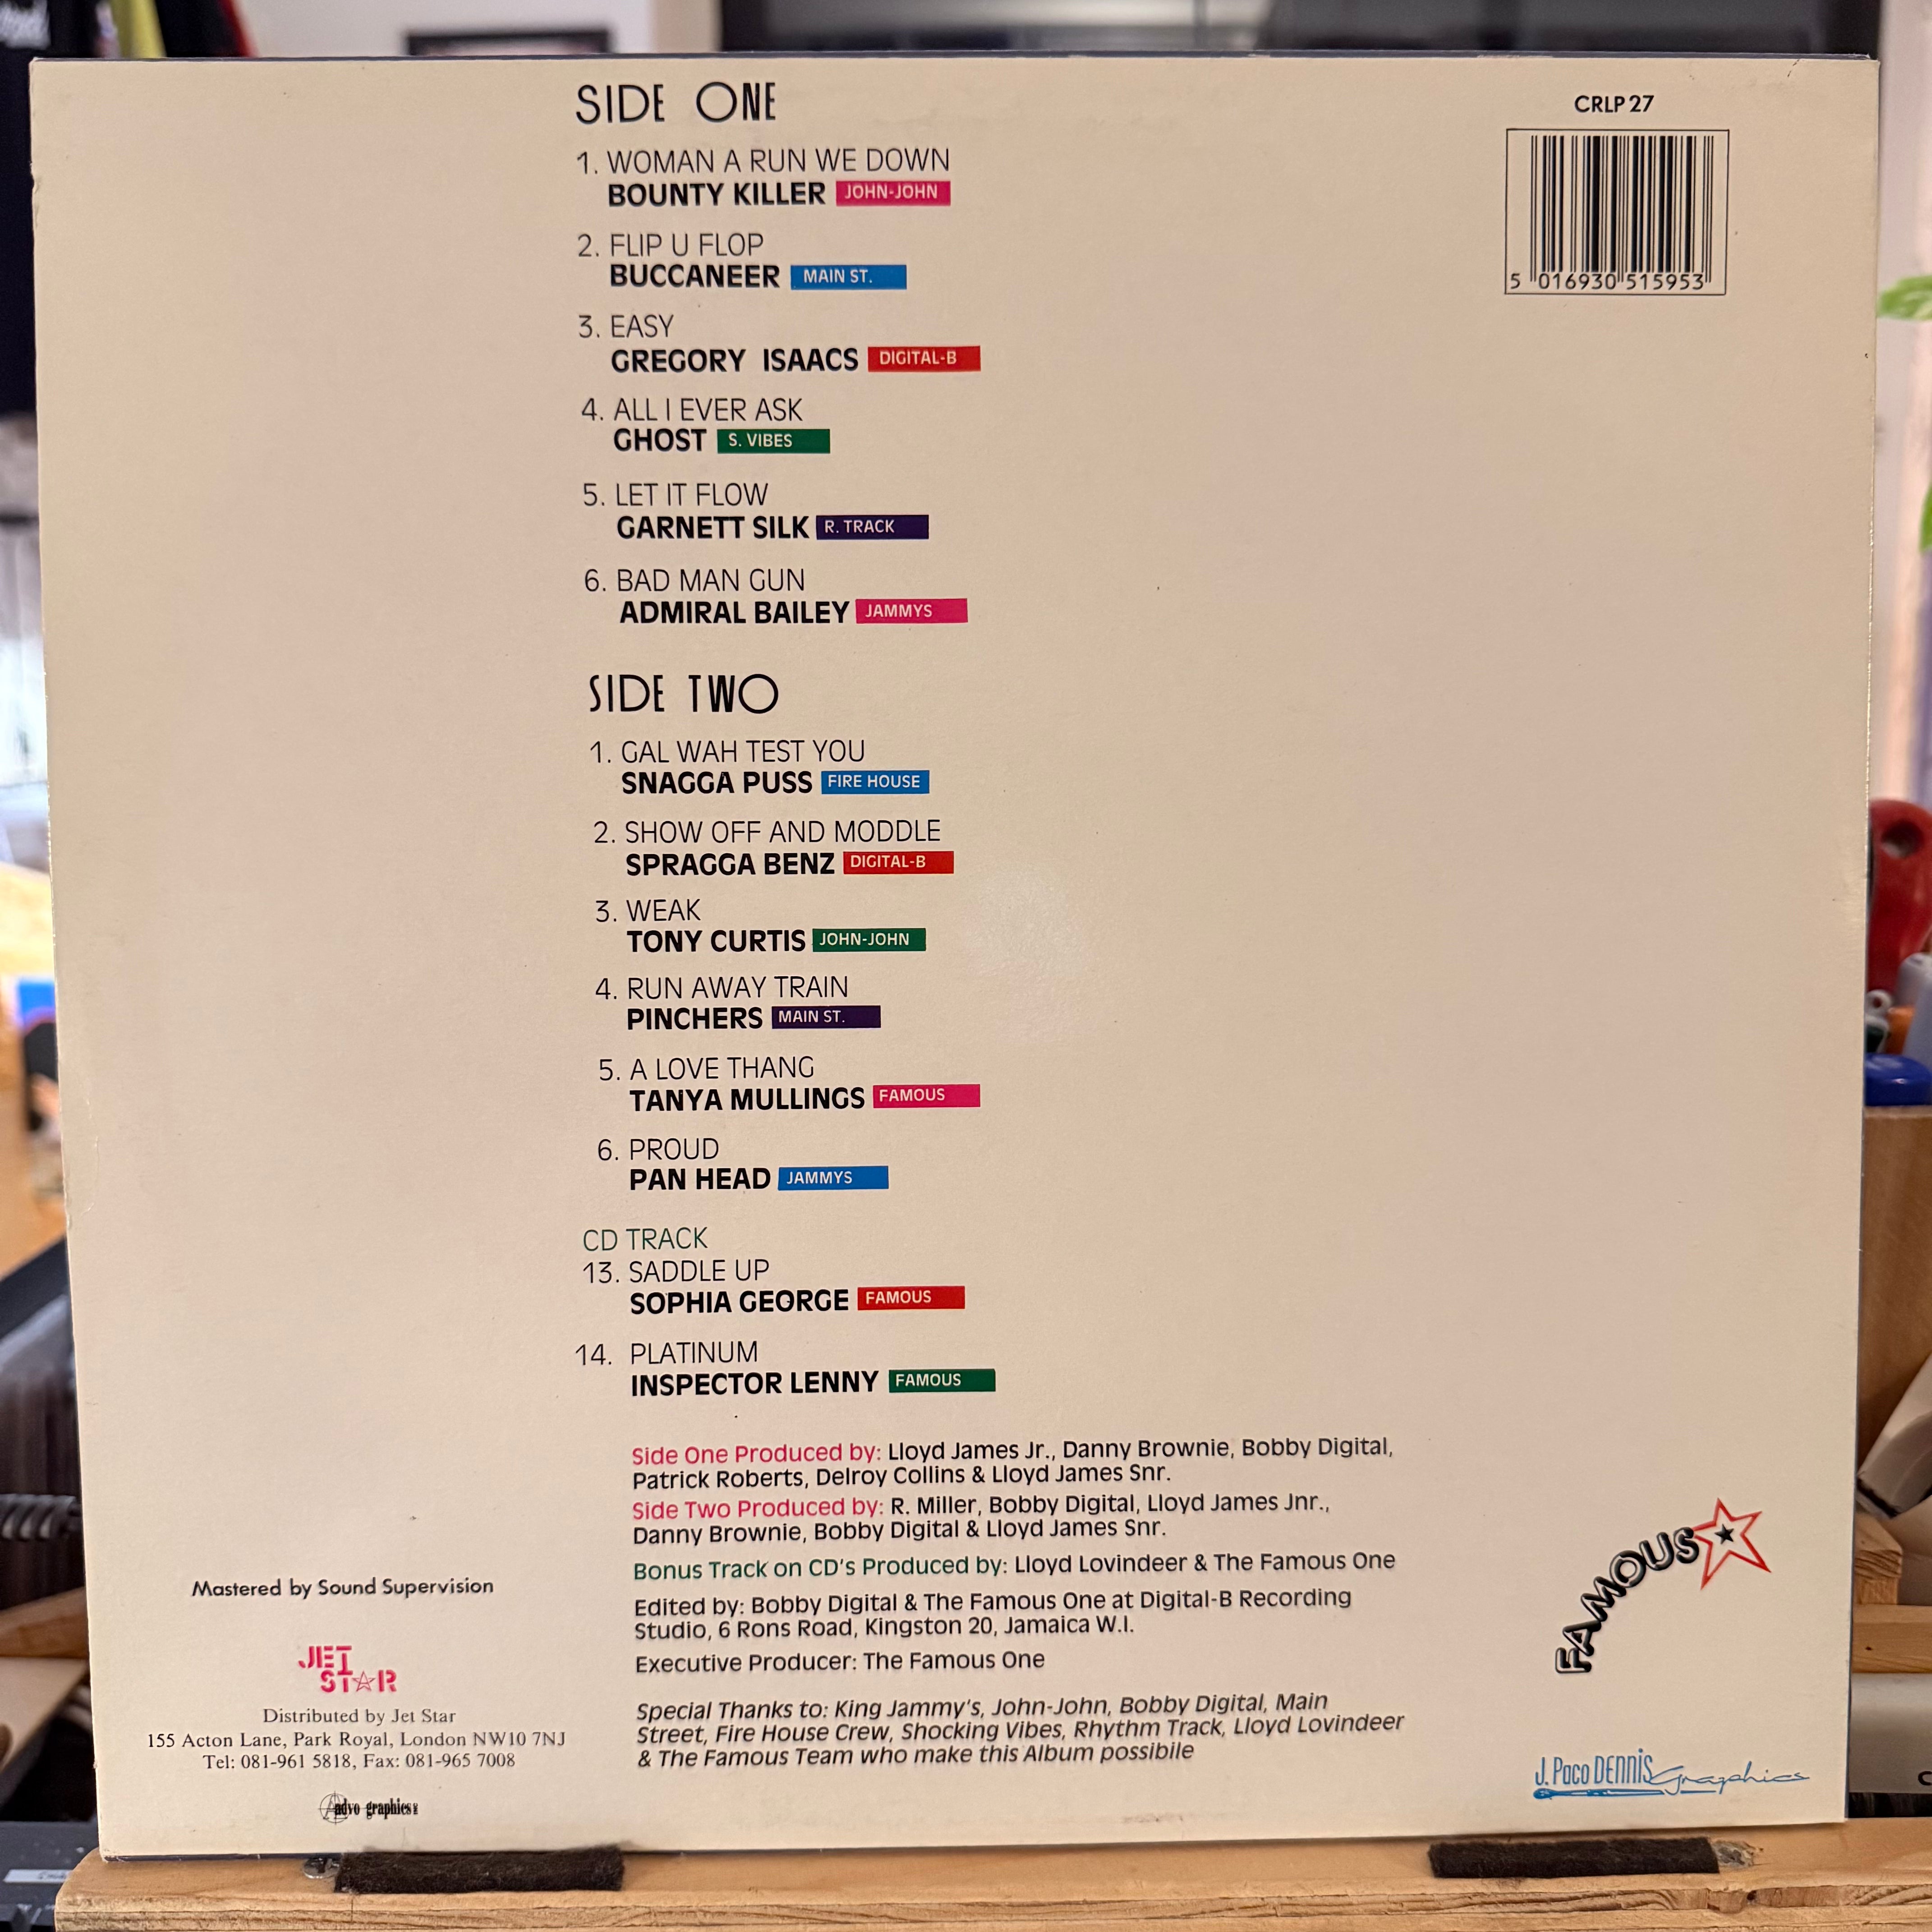 SIDE ONE
1. WOMAN A RUN WE DOWN
BOUNTY KILLER JOHN-JOHN
2. FLIP U FLOP
BUCCANEER MAIN ST.
3. EASY
GREGORY ISAACS DIGITAL-B
4. ALL I EVER ASK
GHOST S. VIBES
5. LET IT FLOW
GARNETT SILK R. TRACK
6. BAD MAN GUN
ADMIRAL BAILEY JAMMYS
CRLP 27
5 016930 515953
SIDE TWO
1. GAL WAH TEST YOU
SNAGGA PUSS FIRE HOUSE
2. SHOW OFF AND MODDLE
SPRAGGA BENZ DIGITAL-B
3. WEAK
TONY CURTIS JOHN-JOHN
4. RUN AWAY TRAIN
PINCHERS MAIN ST.
5. A LOVE THANG
TANYA MULLINGS FAMOUS
6. PROUD
PAN HEAD JAMMYS
CD TRACK
13. SADDLE UP
SOPHIA GEORGE FAMOUS
14. PLATINUM
INSPECTOR LENNY FAMOUS
Side One Produced by: Lloyd James Jr., Danny Brownie, Bobby Digital,
Patrick Roberts, Delroy Collins & Lloyd James Snr.
Side Two Produced by: R. Miller, Bobby Digital, Lloyd James Jnr.,
Danny Brownie, Bobby Digital & Lloyd James Snr.
Bonus Track on CD's Produced by: Lloyd Lovindeer & The Famous One
Edited by: Bobby Digital & The Famous One at Digital-B Recording
Studio, 6 Rons Road, Kingston 20, Jamaica W.I.
Executive Producer: The Famous One
Special Thanks to: King Jammy's, John-John, Bobby Digital, Main
Street, Fire House Crew, Shocking Vibes, Rhythm Track, Lloyd Lovindeer
& The Famous Team who make this Album possibile
Mastered by Sound Supervision
JET
STAR
Distributed by Jet Star
155 Acton Lane, Park Royal, London NW10 7NJ
Tel: 081-961 5818, Fax: 081-965 7008
advo graphics
FAMOUS
J. Paco DENNIS Graphics